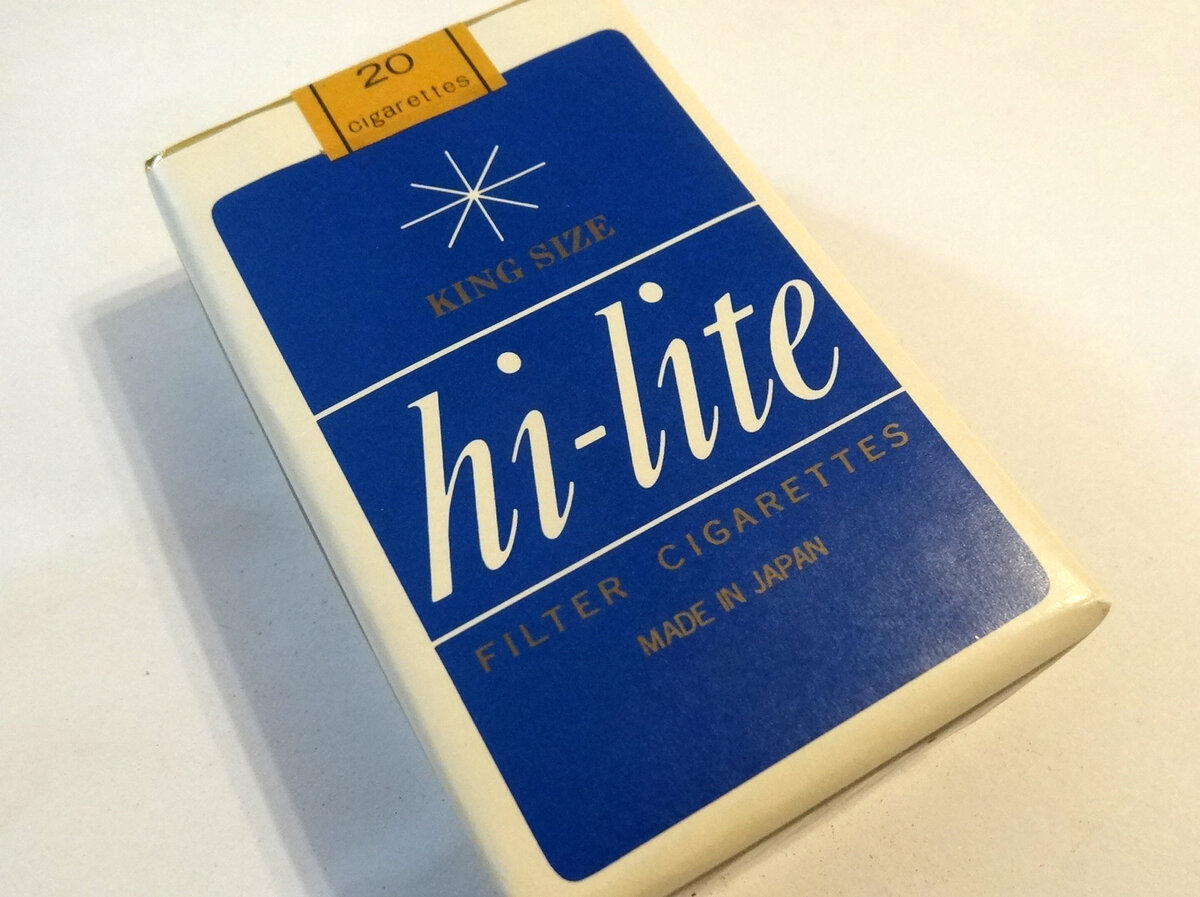 20
cigarettes
KING SIZE
hi-lite
FILTER CIGARETTES
MADE IN JAPAN